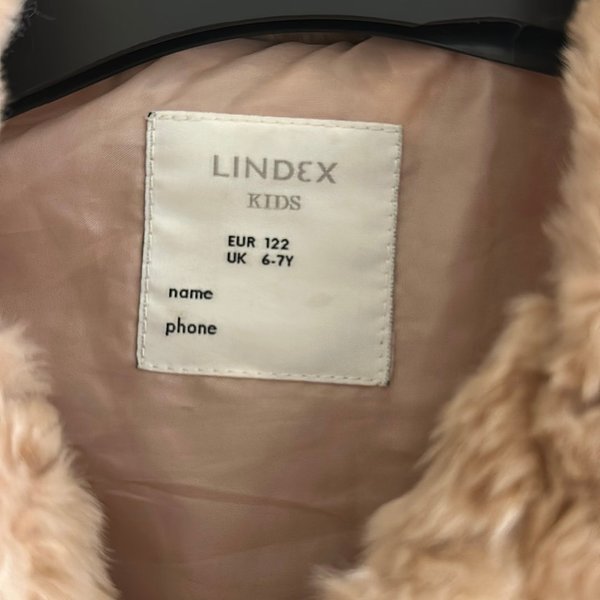 LINDEX
KIDS
EUR 122
UK 6-7Y
name
phone